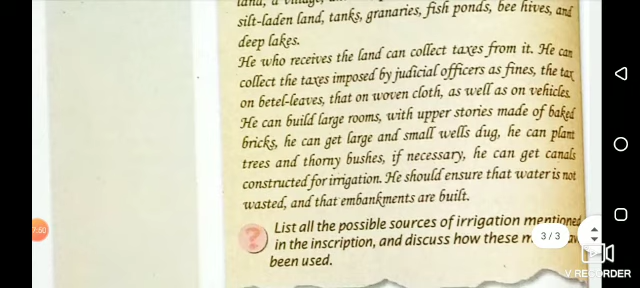 silt-laden land, tanks, granaries, fish ponds, bee hives, and
deep lakes.
He who receives the land can collect taxes from it. He can
collect the taxes imposed by judicial officers as fines, the tax
on betel-leaves, that on woven cloth, as well as on vehicles.
He can build large rooms, with upper stories made of baked
bricks, he can get large and small wells dug, he can plant
trees and thorny bushes, if necessary, he can get canals
constructed for irrigation. He should ensure that water is not
wasted, and that embankments are built.
?
List all the possible sources of irrigation mentioned
in the inscription, and discuss how these
been used.
3 / 3
V RECORDER